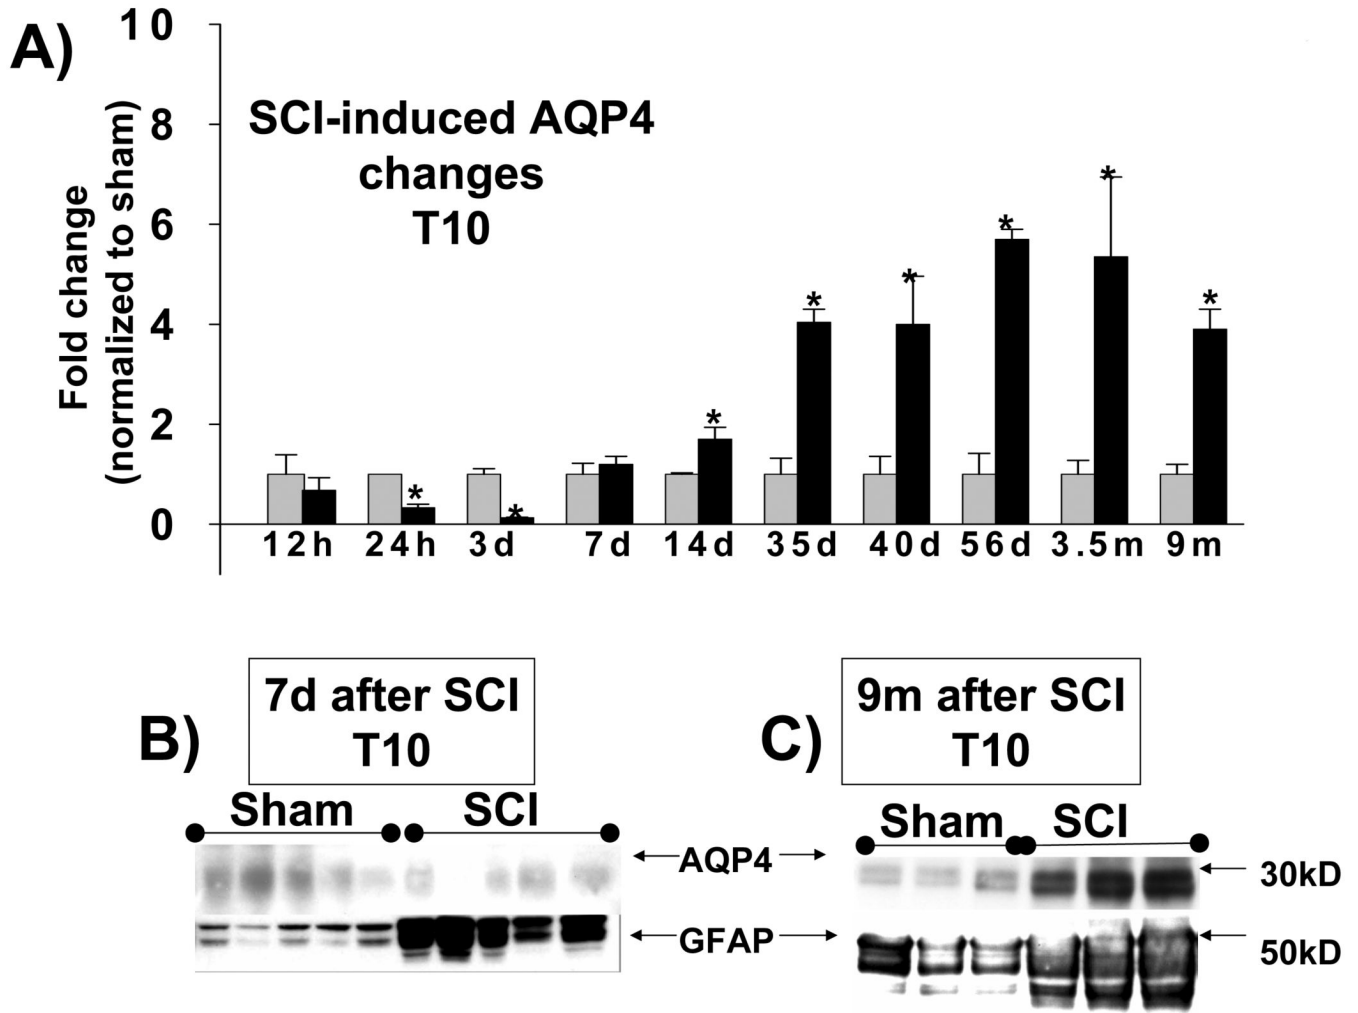 A)
10
8
6
4
2
0
Fold change
(normalized to sham)
SCI-induced AQP4
changes
T10
* * * * * * * *
12h 24h 3d 7d 14d 35d 40d 56d 3.5m 9m
B)
7d after SCI
T10
Sham SCI
C)
9m after SCI
T10
Sham SCI
AQP4
GFAP
30kD
50kD